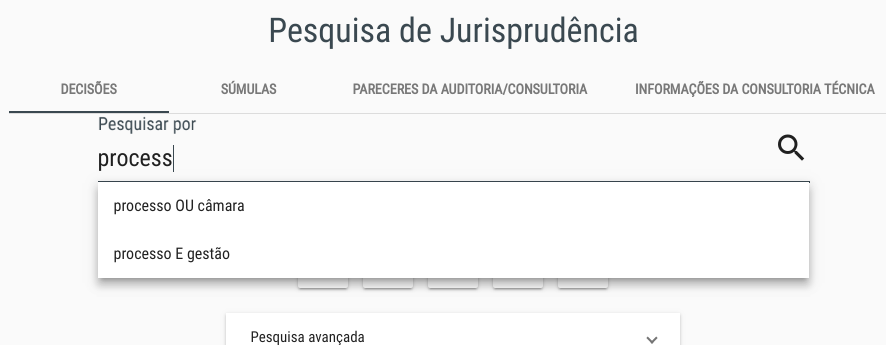 Pesquisa de Jurisprudência
DECISÕES
SÚMULAS
PARECERES DA AUDITORIA/CONSULTORIA
INFORMAÇÕES DA CONSULTORIA TÉCNICA
Pesquisar por
process
processo OU câmara
processo E gestão
Pesquisa avançada